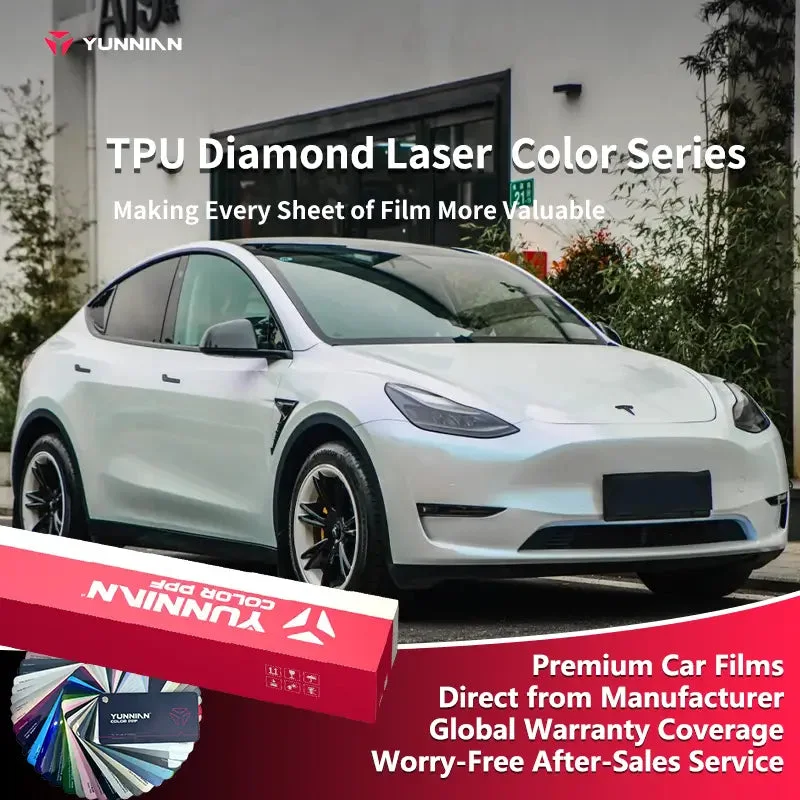 YUNNIAN
TPU Diamond Laser Color Series
Making Every Sheet of Film More Valuable
21
YUNNIAN
COLOR PPF
YUNNIAN
COLOR PPF
Premium Car Films
Direct from Manufacturer
Global Warranty Coverage
Worry-Free After-Sales Service